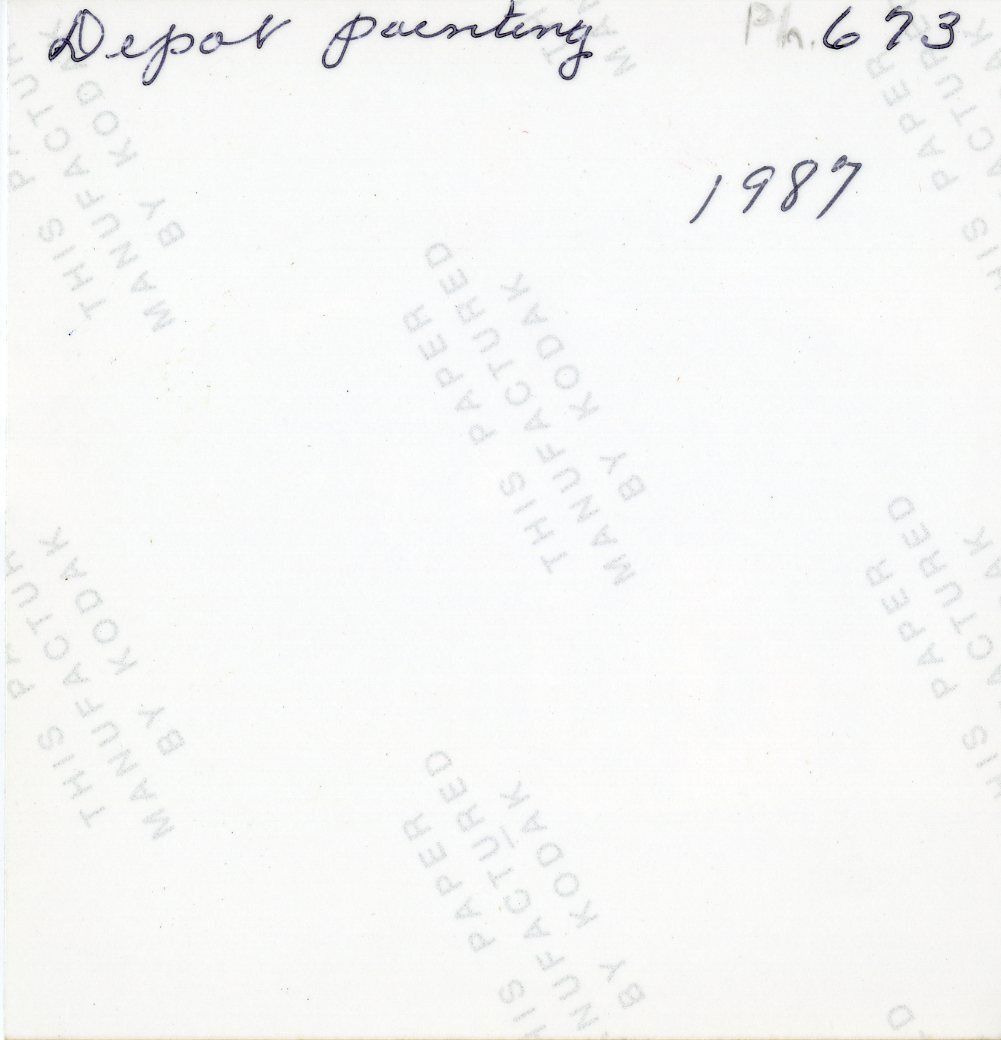 Depot painting Ph. 673
1987
THIS PAPER
MANUFACTURED
BY KODAK